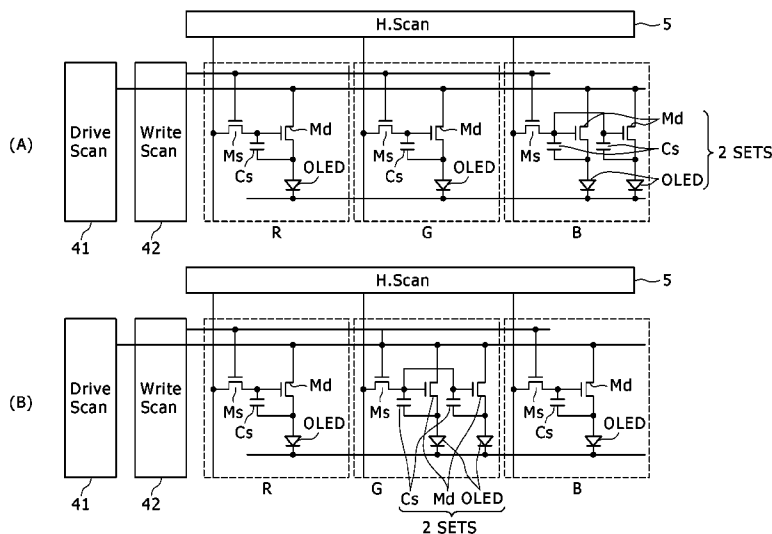 H.Scan
5
(A)
Drive
Scan
Write
Scan
Ms
Md
Cs
OLED
Ms
Md
Cs
OLED
Ms
Md
Cs
OLED
2 SETS
41
42
R
G
B
H.Scan
5
(B)
Drive
Scan
Write
Scan
Ms
Md
Cs
OLED
Ms
Ms
Md
Cs
OLED
41
42
R
G
Cs Md OLED
2 SETS
B